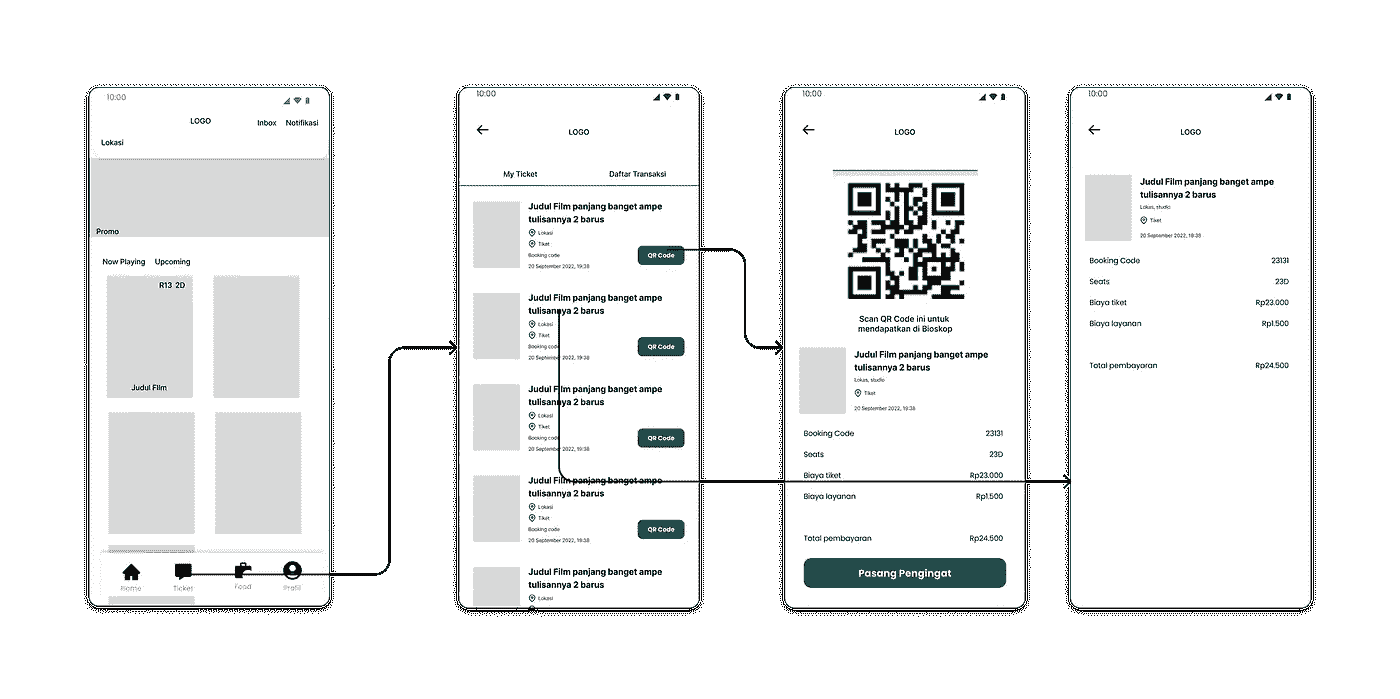 10:00
LOGO
Inbox
Notifikasi
Lokasi
Promo
Now Playing
Upcoming
R13 2D
Judul Film
Home
Ticket
Food
Profil
10:00
LOGO
My Ticket
Daftar Transaksi
Judul Film panjang banget ampe
tulisannya 2 barus
Lokasi
Tiket
Booking code
20 September 2022, 19:38
QR Code
Judul Film panjang banget ampe
tulisannya 2 barus
Lokasi
Tiket
Booking code
20 September 2022, 19:38
QR Code
Judul Film panjang banget ampe
tulisannya 2 barus
Lokasi
Tiket
Booking code
20 September 2022, 19:38
QR Code
Judul Film panjang banget ampe
tulisannya 2 barus
Lokasi
Tiket
Booking code
20 September 2022, 19:38
QR Code
Judul Film panjang banget ampe
tulisannya 2 barus
Lokasi
10:00
LOGO
Scan QR Code ini untuk
mendapatkan di Bioskop
Judul Film panjang banget ampe
tulisannya 2 barus
Lokas, studio
Tiket
20 September 2022, 19:38
Booking Code 23131
Seats 23D
Biaya tiket Rp23.000
Biaya layanan Rp1.500
Total pembayaran Rp24.500
Pasang Pengingat
10:00
LOGO
Judul Film panjang banget ampe
tulisannya 2 barus
Lokas, studio
Tiket
20 September 2022, 19:38
Booking Code 23131
Seats 23D
Biaya tiket Rp23.000
Biaya layanan Rp1.500
Total pembayaran Rp24.500